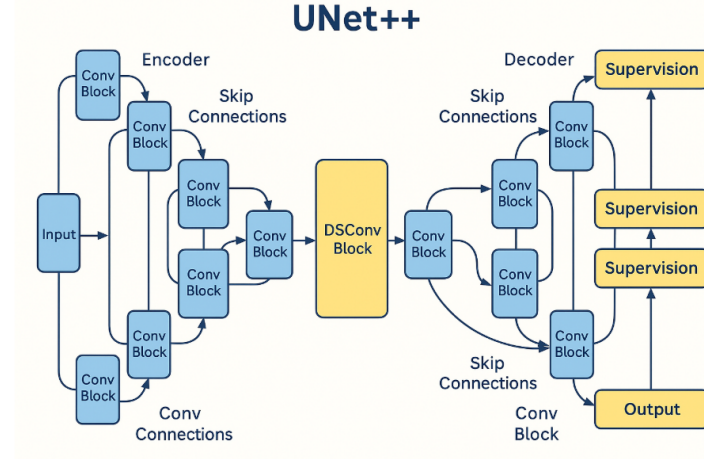 UNet++
Encoder
Decoder
Supervision
Conv
Block
Skip
Connections
Skip
Connections
Conv
Block
Conv
Block
Conv
Block
Conv
Block
Input
Conv
Block
DSConv
Block
Conv
Block
Supervision
Conv
Block
Conv
Block
Supervision
Conv
Block
Conv
Block
Conv
Block
Skip
Connections
Conv
Connections
Conv
Block
Output